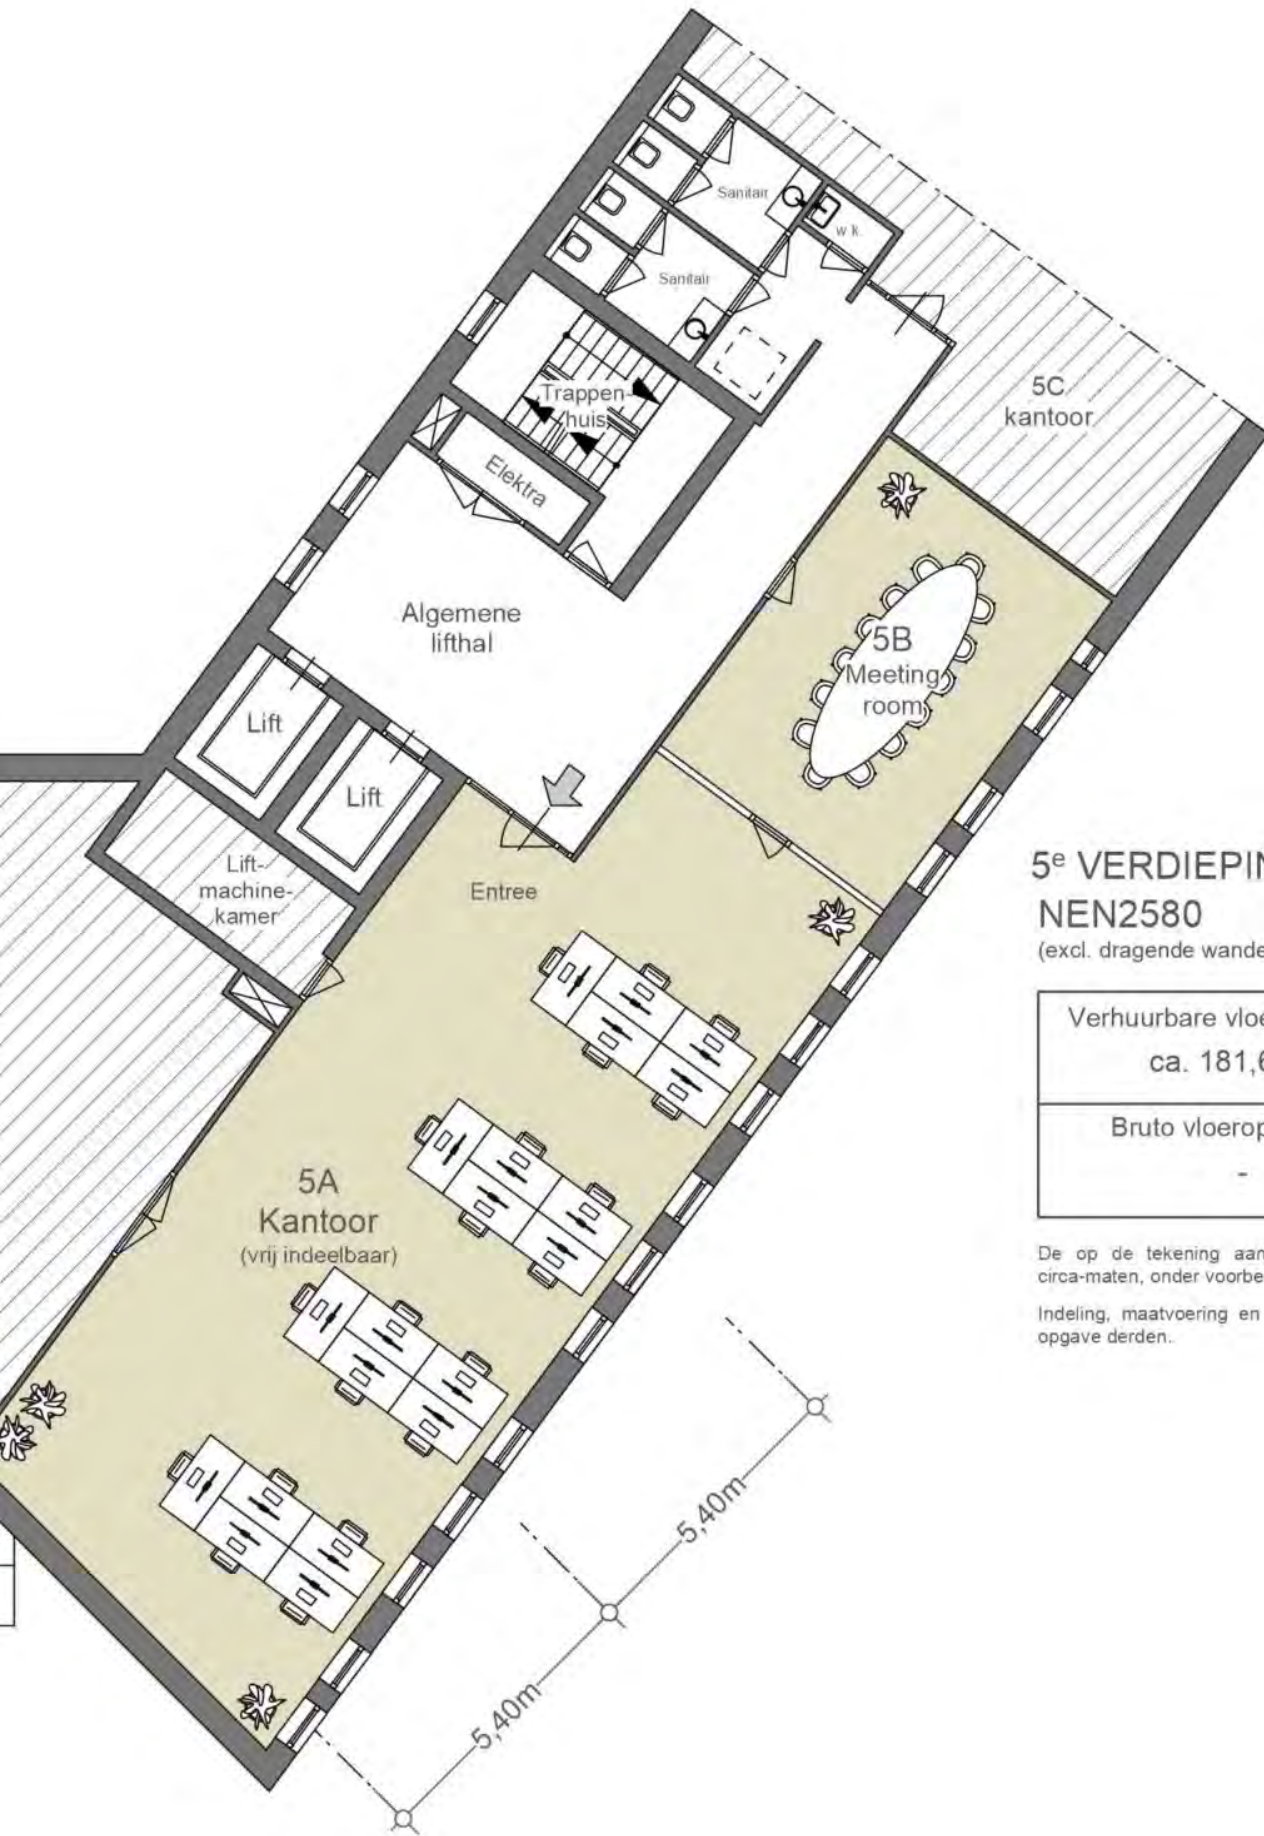 Sanitair
w.k.
Sanitair
5C
kantoor
Trappen-
huis
Elektra
Algemene
lifthal
5B
Meeting
room
Lift
Lift
Lift-
machine-
kamer
Entree
5A
Kantoor
(vrij indeelbaar)
5,40m
5,40m
5e VERDIEPIN
NEN2580
(excl. dragende wande
Verhuurbare vloe
ca. 181,6
Bruto vloerop
-
De op de tekening aan
circa-maten, onder voorbe
Indeling, maatvoering en
opgave derden.